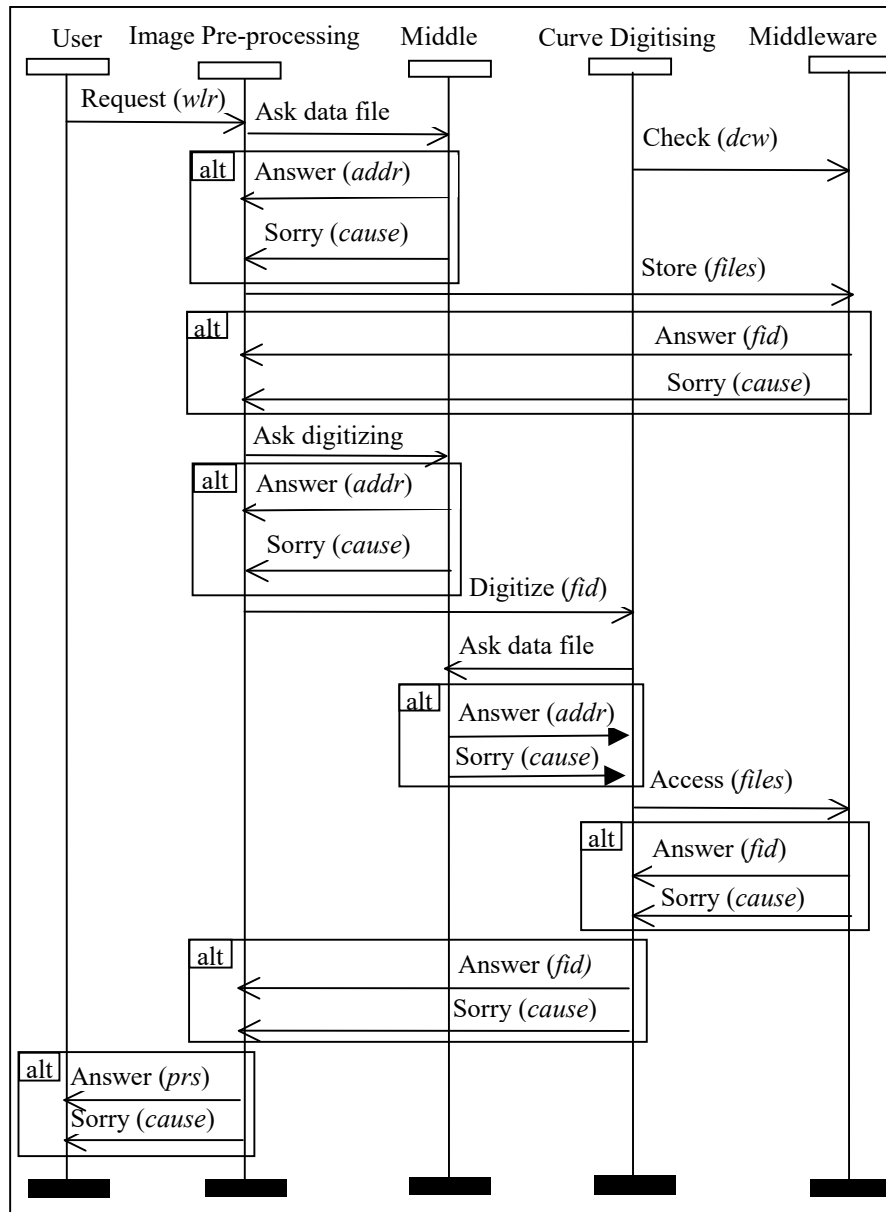 User Image Pre-processing Middle Curve Digitising Middleware
Request (wlr)
Ask data file
Check (dcw)
alt
Answer (addr)
Sorry (cause)
Store (files)
alt
Answer (fid)
Sorry (cause)
Ask digitizing
alt
Answer (addr)
Sorry (cause)
Digitize (fid)
Ask data file
alt
Answer (addr)
Sorry (cause)
Access (files)
alt
Answer (fid)
Sorry (cause)
alt
Answer (fid)
Sorry (cause)
alt
Answer (prs)
Sorry (cause)